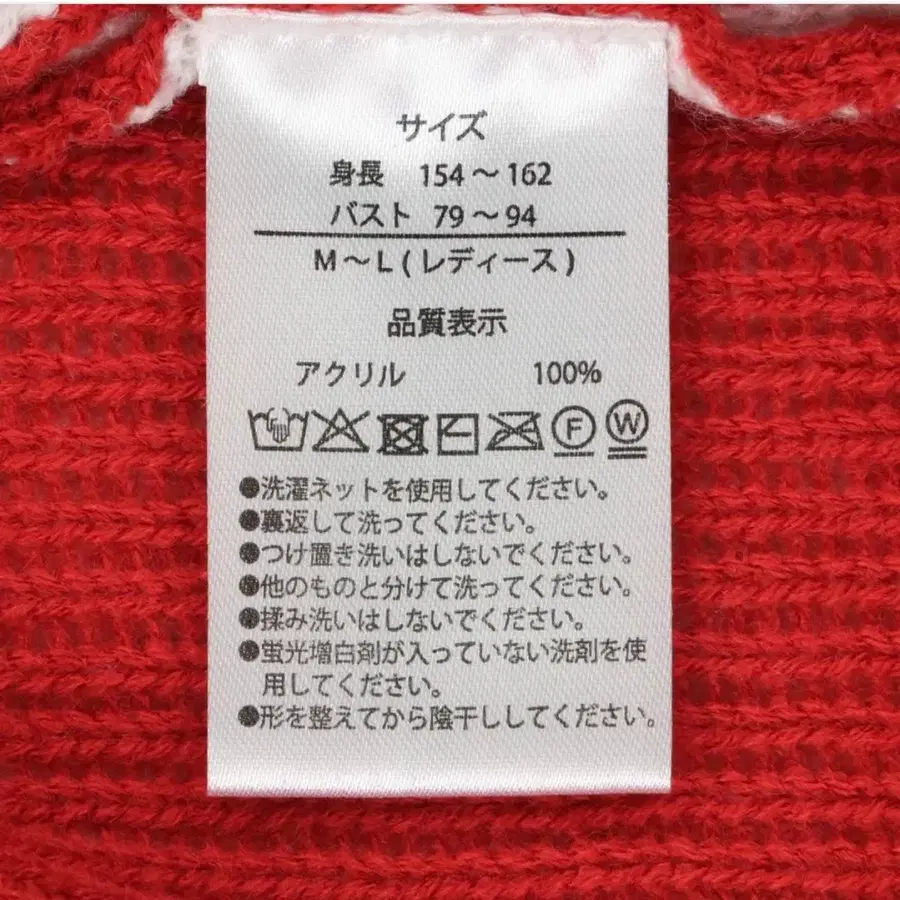 サイズ
身長 154～162
バスト 79～94
M～L(レディース)
品質表示
アクリル 100%
F W
●洗濯ネットを使用してください。
●裏返して洗ってください。
●つけ置き洗いはしないでください。
●他のものと分けて洗ってください。
●揉み洗いはしないでください。
●蛍光増白剤が入っていない洗剤を使
用してください。
●形を整えてから陰干ししてください。